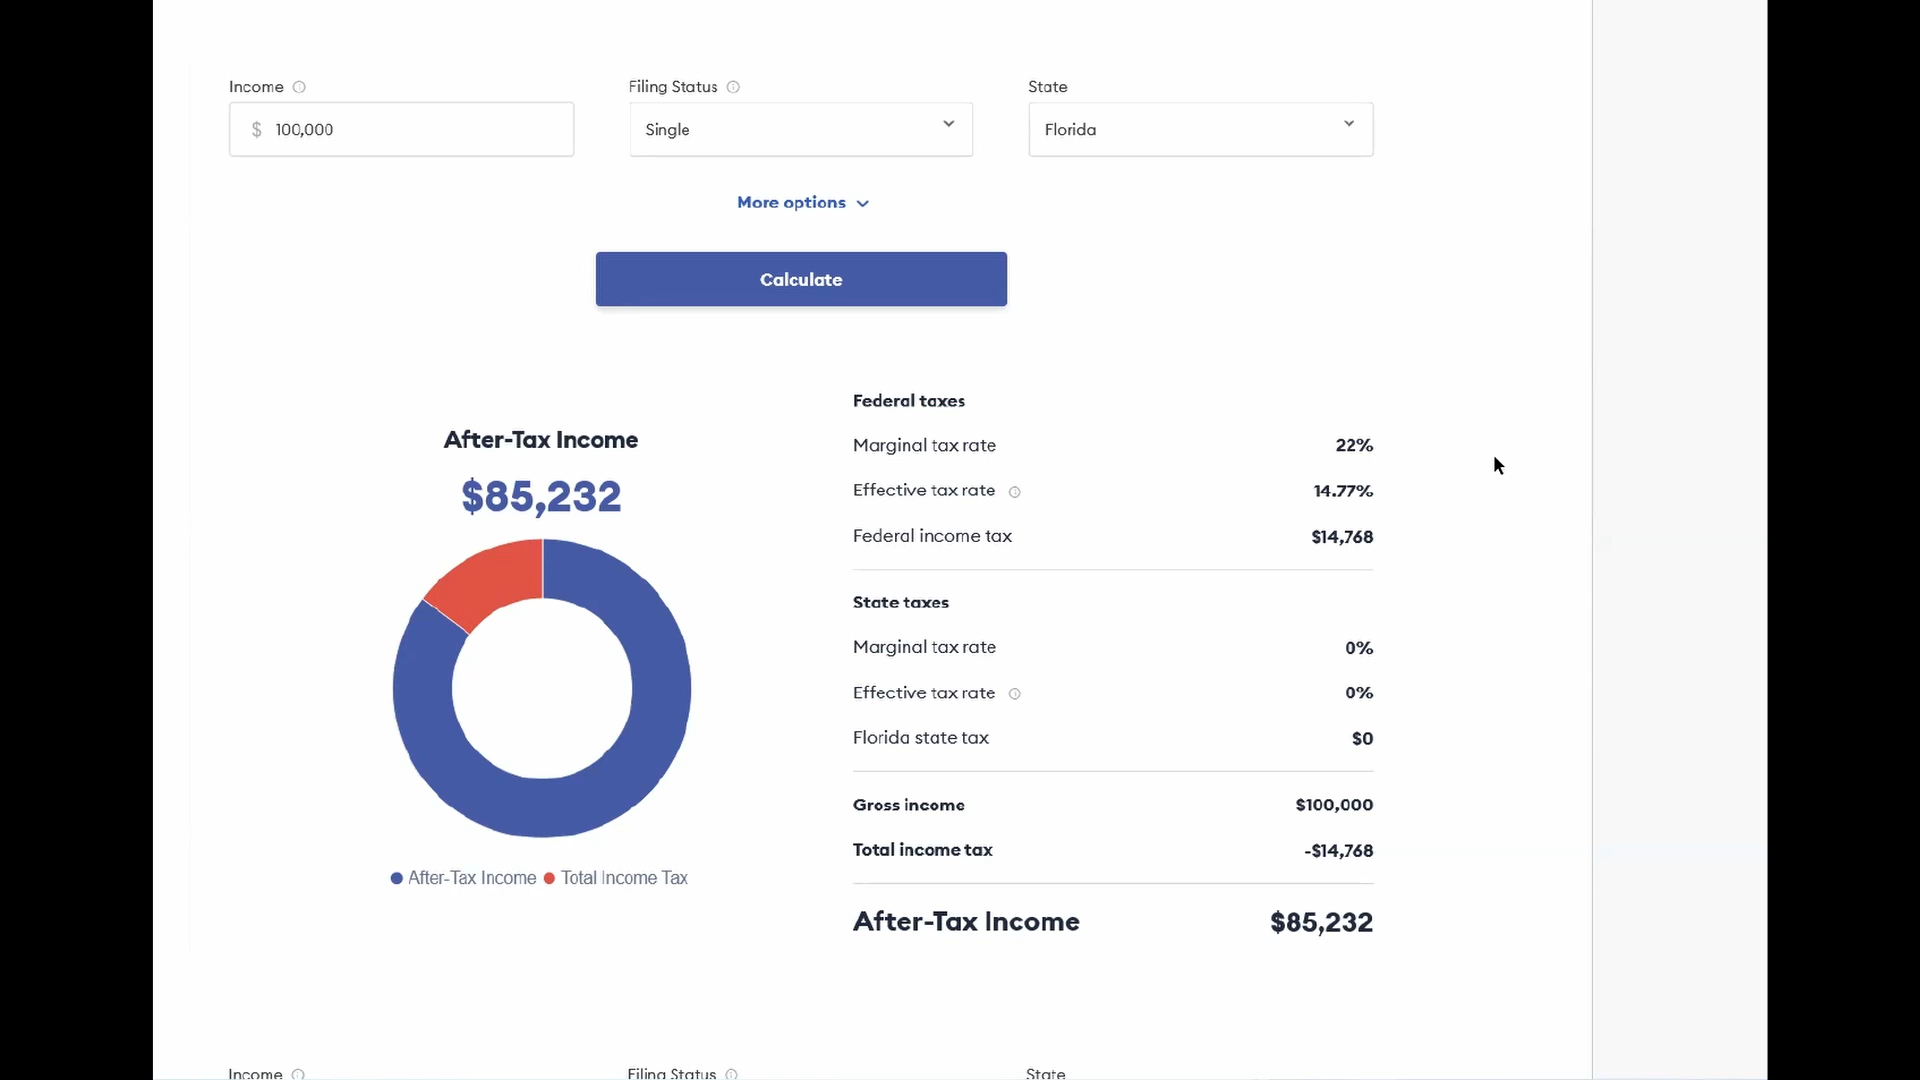 Income
Filing Status
State
$ 100,000
Single
Florida
More options
Calculate
After-Tax Income
$85,232
After-Tax Income
Total Income Tax
Federal taxes
Marginal tax rate 22%
Effective tax rate 14.77%
Federal income tax $14,768
State taxes
Marginal tax rate 0%
Effective tax rate 0%
Florida state tax $0
Gross income $100,000
Total income tax -$14,768
After-Tax Income $85,232
Income
Filing Status
State